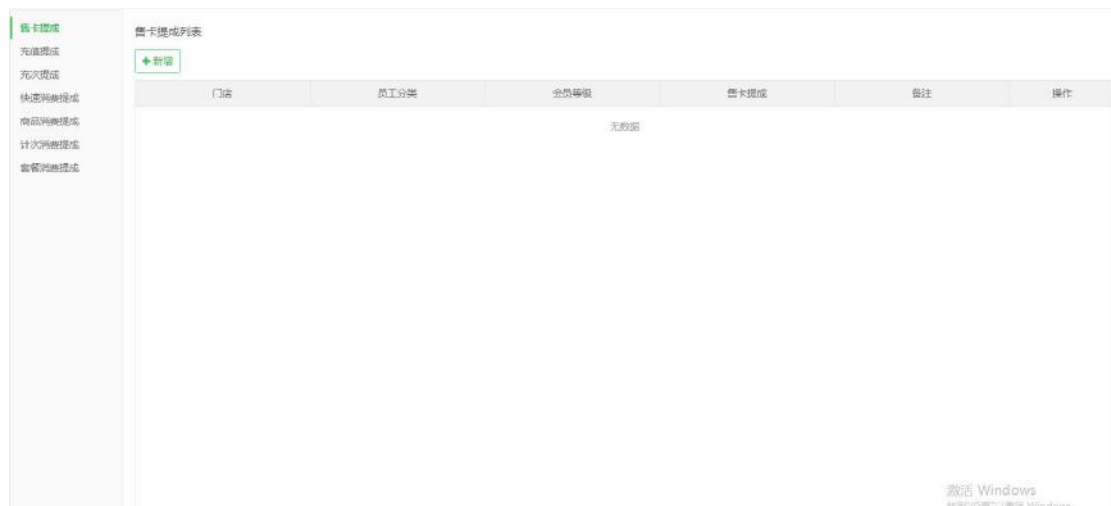 售卡提成
充值提成
充次提成
快速消费提成
商品消费提成
计次消费提成
套餐消费提成
售卡提成列表
+新增
门店 员工分类 会员等级 售卡提成 备注 操作
无数据
激活 Windows